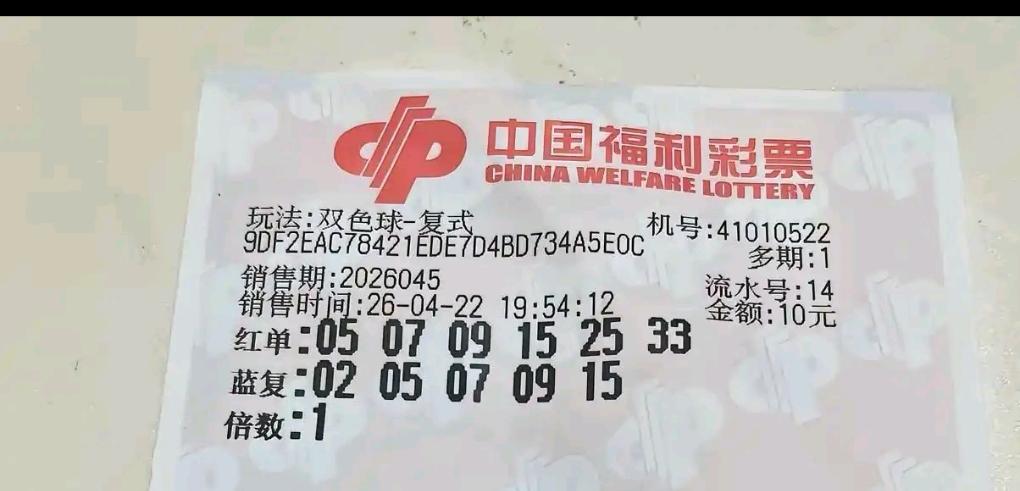 中国福利彩票
CHINA WELFARE LOTTERY
玩法:双色球-复式 机号:41010522
9DF2EAC78421EDE7D4BD734A5E0C 多期:1
销售期:2026045 流水号:14
销售时间:26-04-22 19:54:12 金额:10元
红单:05 07 09 15 25 33
蓝复:02 05 07 09 15
倍数:1